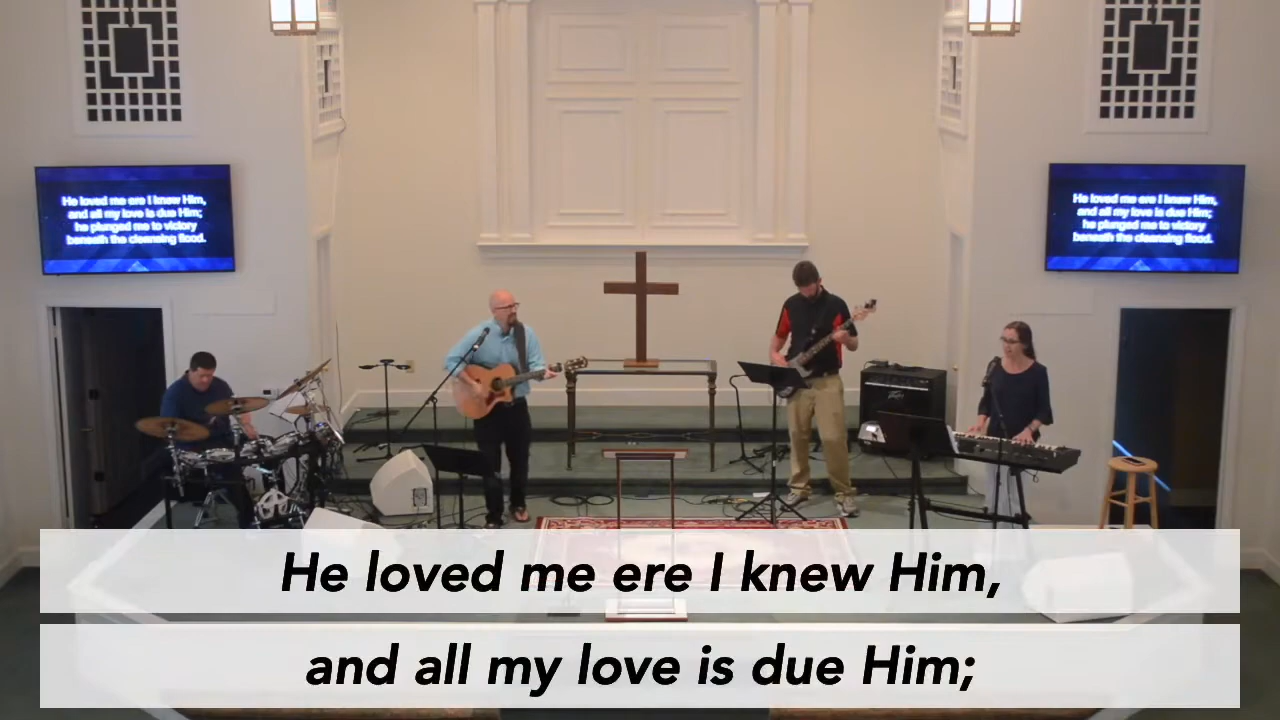 He loved me ere I knew Him,
and all my love is due Him;
he plunged me to victory
beneath the cleansing flood.
He loved me ere I knew Him,
and all my love is due Him;
he plunged me to victory
beneath the cleansing flood.
PEAVEY
He loved me ere I knew Him,
and all my love is due Him;